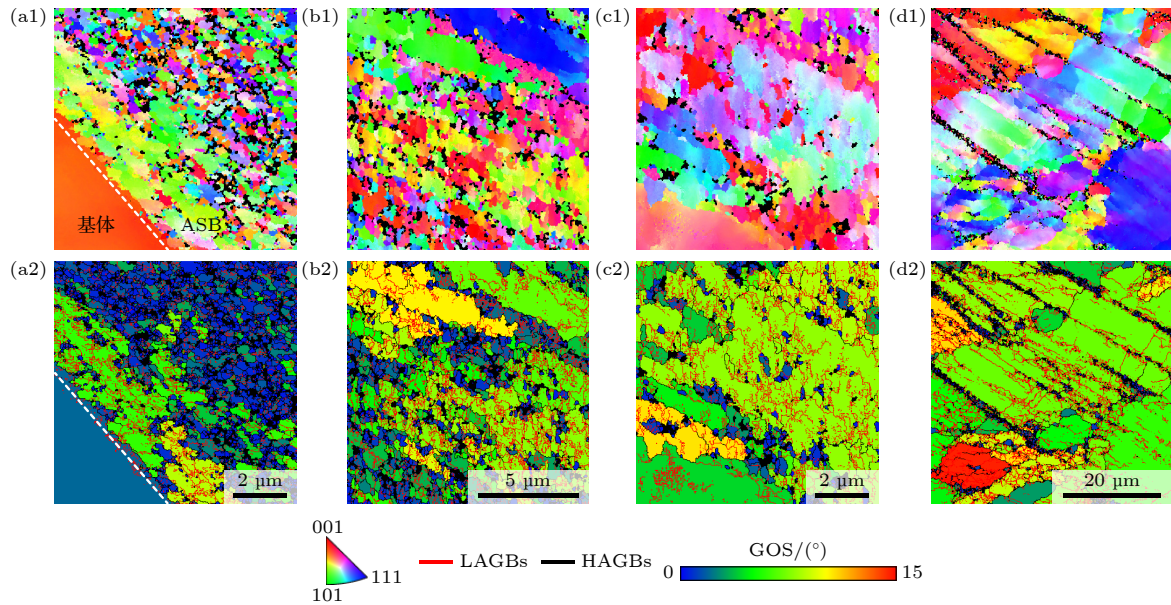 (a1)
(b1)
(c1)
(d1)
基体
ASB
(a2)
(b2)
(c2)
(d2)
2 µm
5 µm
2 µm
20 µm
001
111
101
LAGBs
HAGBs
GOS/(°)
0
15